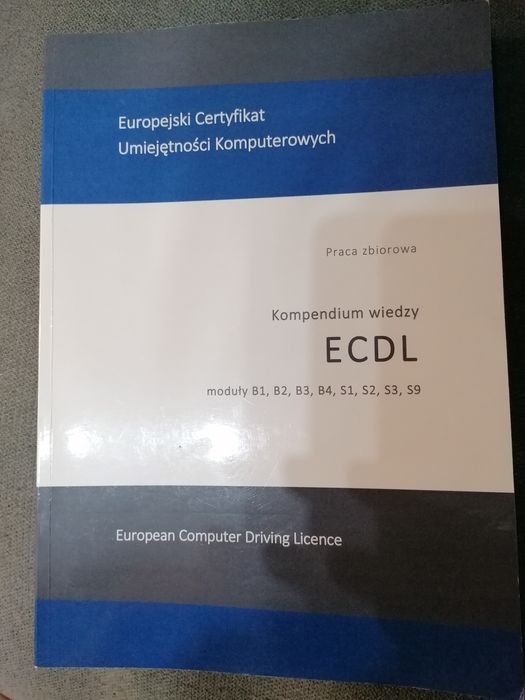 Europejski Certyfikat
Umiejętności Komputerowych
Praca zbiorowa
Kompendium wiedzy
ECDL
moduły B1, B2, B3, B4, S1, S2, S3, S9
European Computer Driving Licence